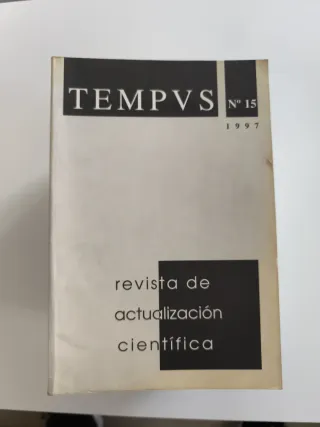 TEMPVS
Nº 15
1997
revista de
actualización
científica